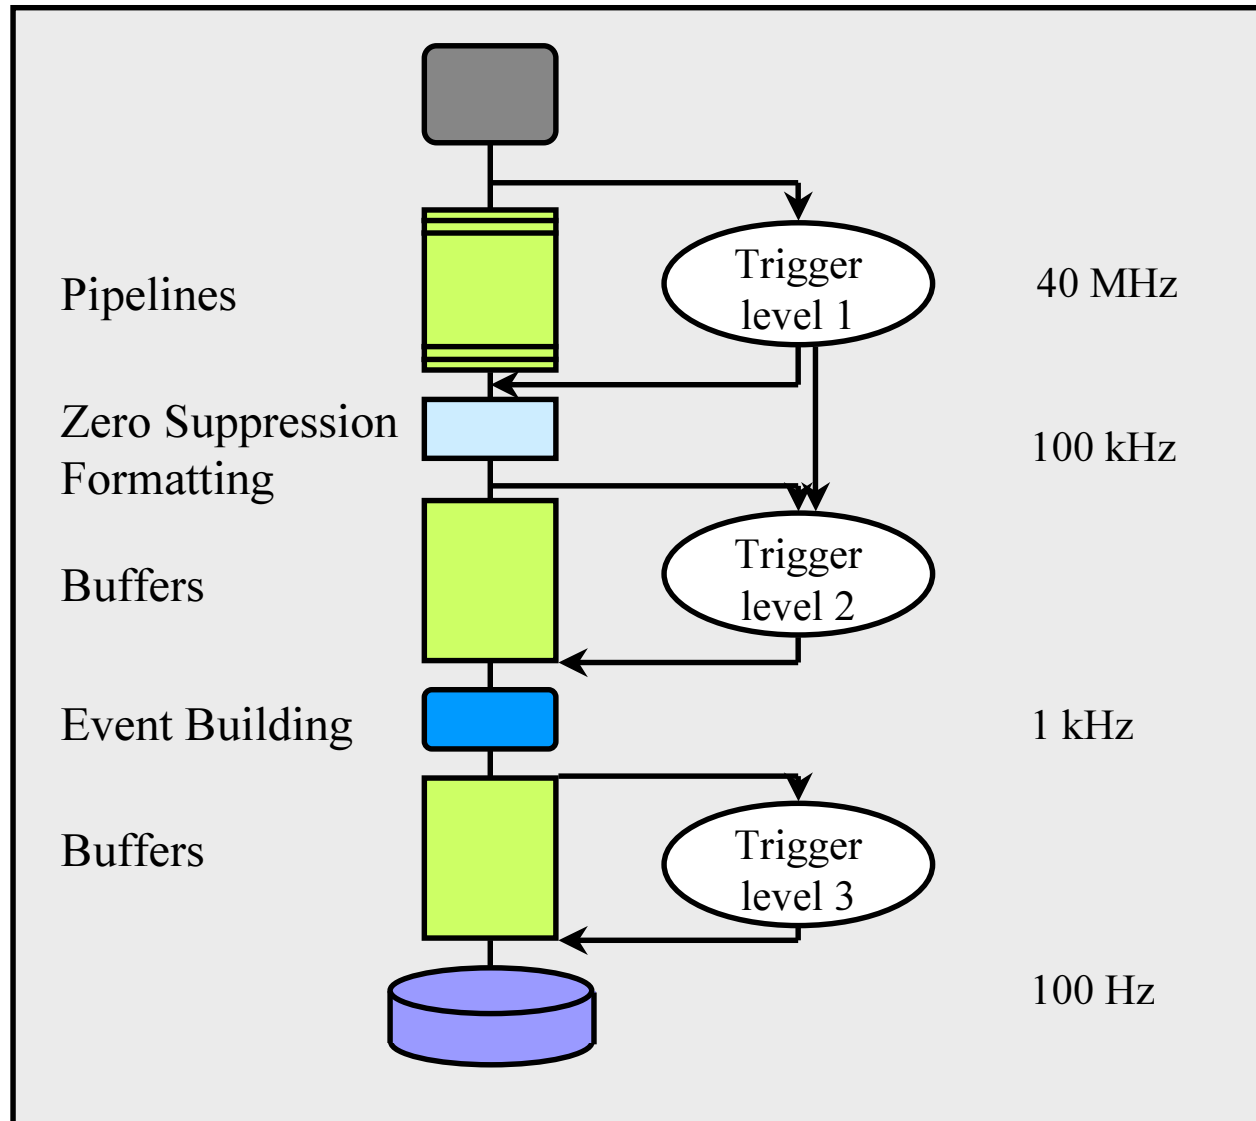 Trigger
level 1
Pipelines
40 MHz
Zero Suppression
Formatting
100 kHz
Trigger
level 2
Buffers
Event Building
1 kHz
Trigger
level 3
Buffers
100 Hz